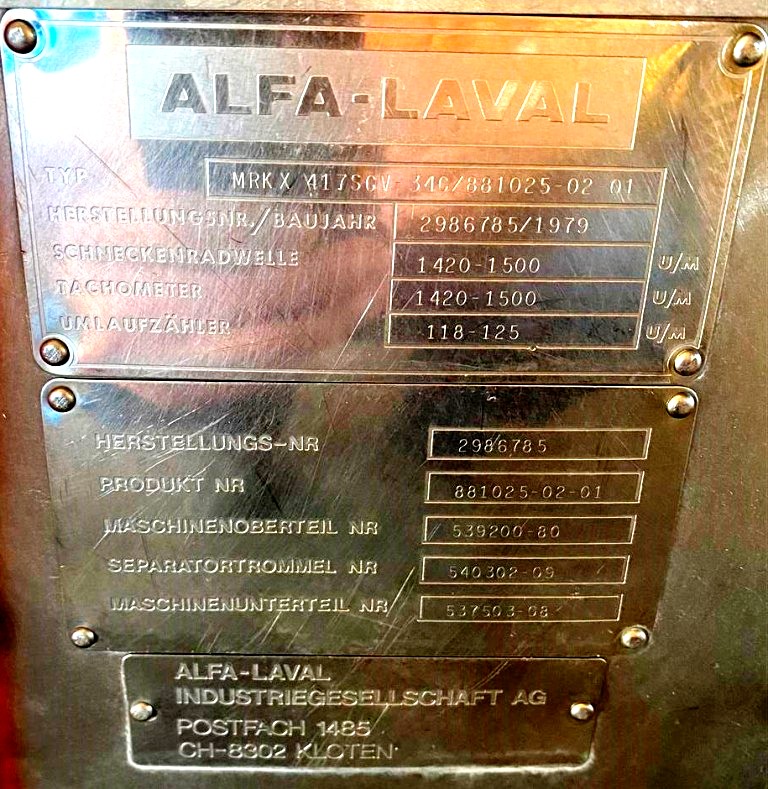 ALFA-LAVAL
TYP MRKX 417SGV-34C/881025-02 01
HERSTELLUNGSNR./BAUJAHR 2986785/1979
SCHNECKENRADWELLE 1420-1500 U/M
TACHOMETER 1420-1500 U/M
UMLAUFZÄHLER 118-125 U/M
HERSTELLUNGS-NR 2986785
PRODUKT NR 881025-02-01
MASCHINENOBERTEIL NR 539200-80
SEPARATORTROMMEL NR 540302-09
MASCHINENUNTERTEIL NR 537503-08
ALFA-LAVAL
INDUSTRIEGESELLSCHAFT AG
POSTFACH 1485
CH-8302 KLOTEN